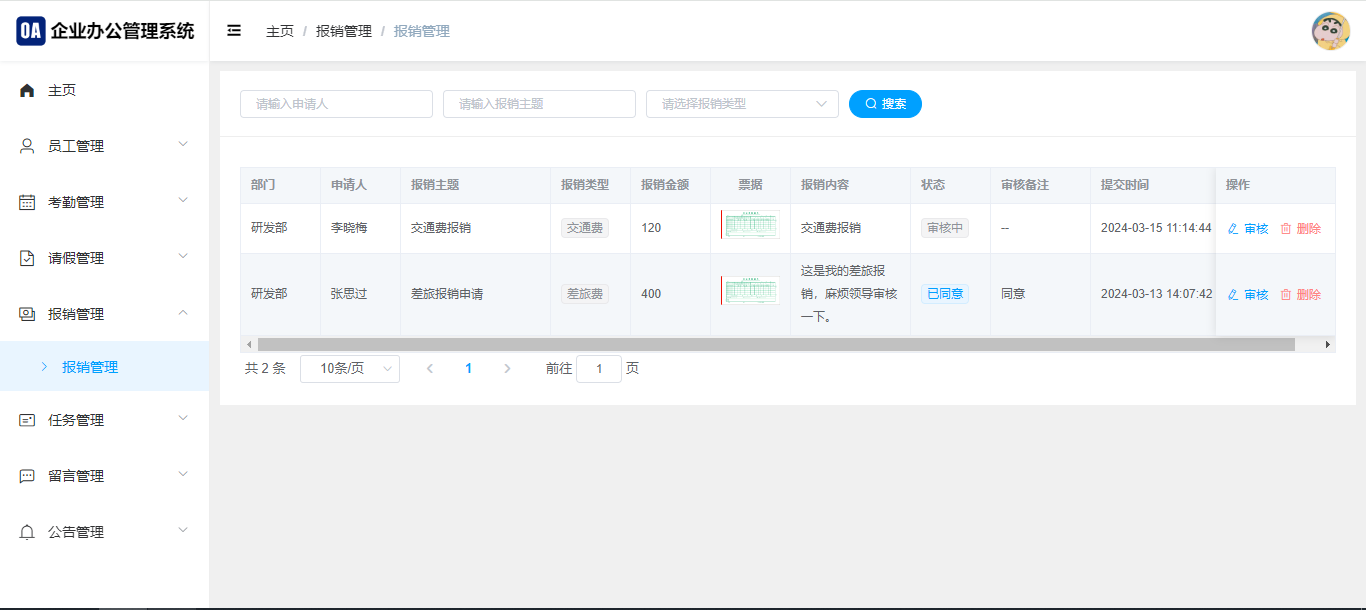 OA 企业办公管理系统
主页 / 报销管理 / 报销管理
主页
员工管理
考勤管理
请假管理
报销管理
报销管理
任务管理
留言管理
公告管理
请输入申请人 请输入报销主题 请选择报销类型 搜索
部门 申请人 报销主题 报销类型 报销金额 票据 报销内容 状态 审核备注 提交时间 操作
研发部 李晓梅 交通费报销 交通费 120 交通费报销 审核中 -- 2024-03-15 11:14:44 审核 删除
研发部 张思过 差旅报销申请 差旅费 400 这是我的差旅报
销，麻烦领导审核
一下。 已同意 同意 2024-03-13 14:07:42 审核 删除
共 2 条 10条/页 1 前往 1 页